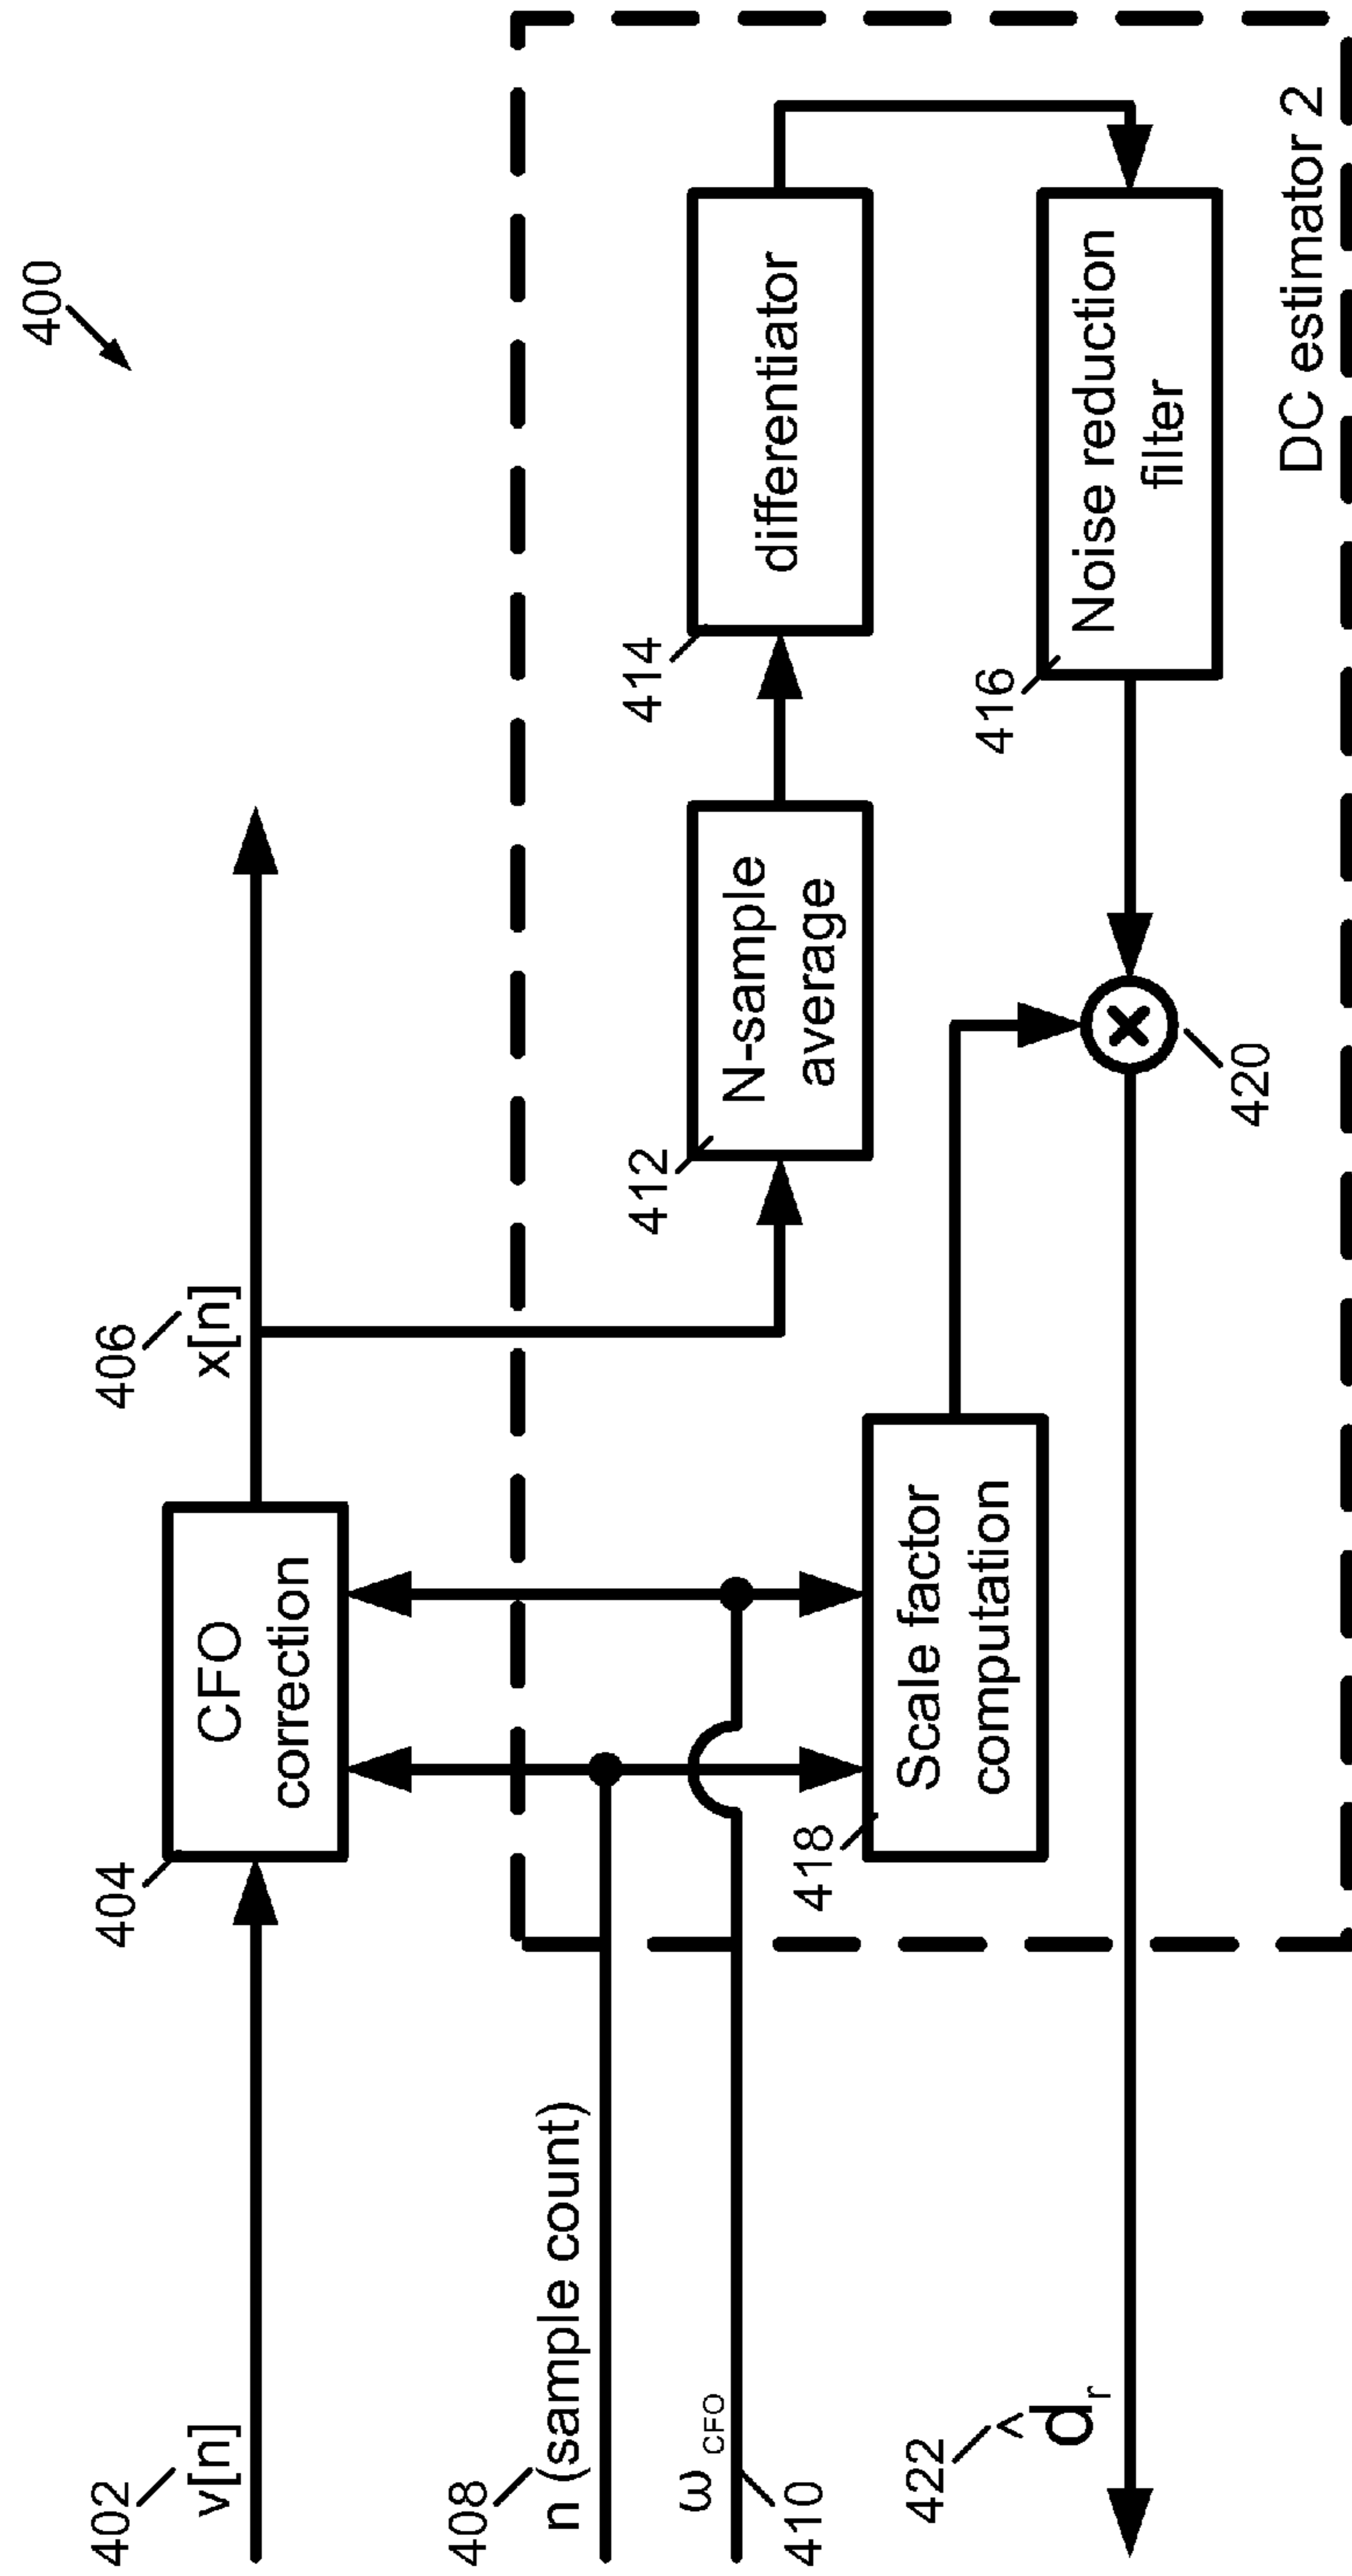 400
402
v[n]
404
CFO
correction
406
x[n]
408
n (sample count)
ω CFO
410
412
N-sample
average
414
differentiator
418
Scale factor
computation
416
Noise reduction
filter
420
422
d̂r
DC estimator 2